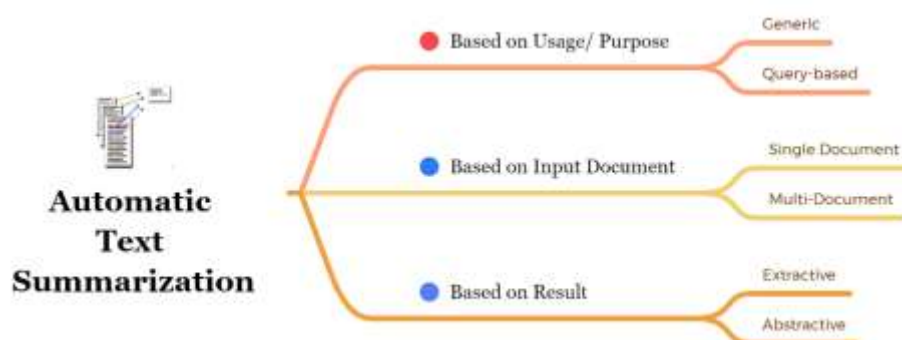 Automatic
Text
Summarization
Based on Usage/ Purpose
Generic
Query-based
Based on Input Document
Single Document
Multi-Document
Based on Result
Extractive
Abstractive